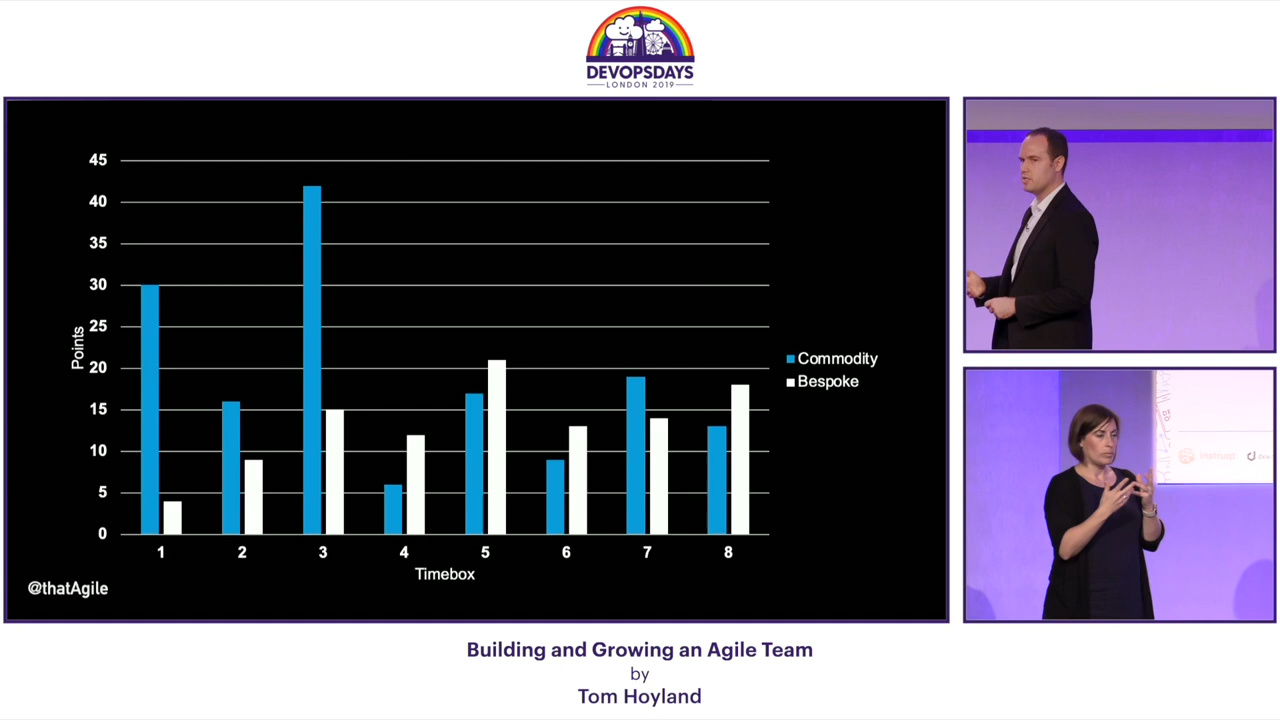 DEVOPSDAYS
LONDON 2019
45
40
35
30
25
20
15
10
5
0
Points
1 2 3 4 5 6 7 8
Timebox
Commodity
Bespoke
@thatAgile
instruqt
Building and Growing an Agile Team
by
Tom Hoyland